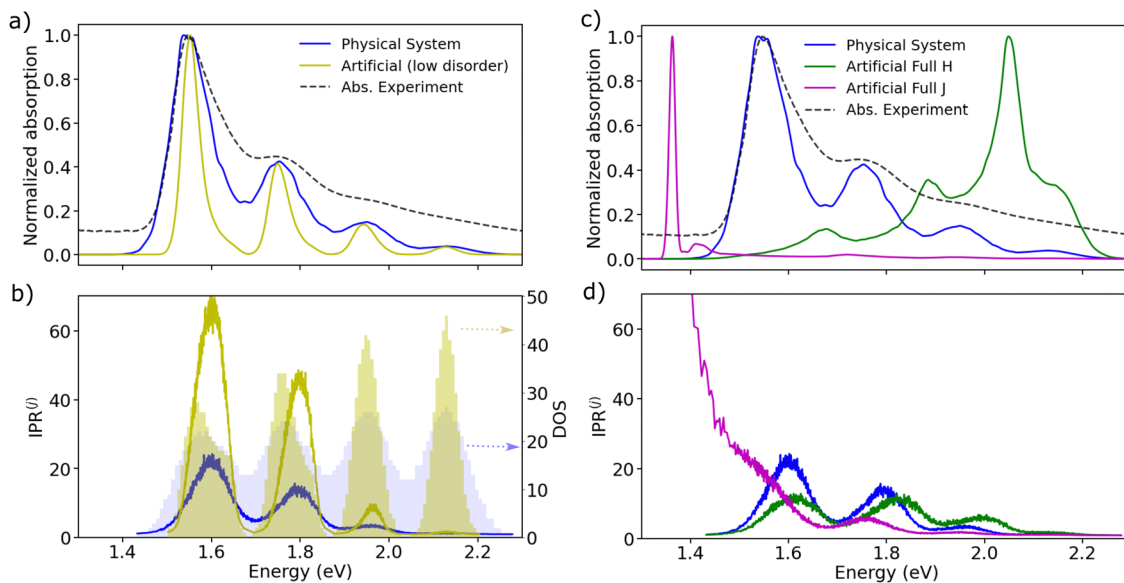 a)
Normalized absorption
1.0
0.8
0.6
0.4
0.2
0.0
Physical System
Artificial (low disorder)
Abs. Experiment
c)
Normalized absorption
1.0
0.8
0.6
0.4
0.2
0.0
Physical System
Artificial Full H
Artificial Full J
Abs. Experiment
b)
IPR(j)
60
40
20
0
50
40
30
20
10
0
DOS
1.4 1.6 1.8 2.0 2.2
Energy (eV)
d)
IPR(j)
60
40
20
0
1.4 1.6 1.8 2.0 2.2
Energy (eV)